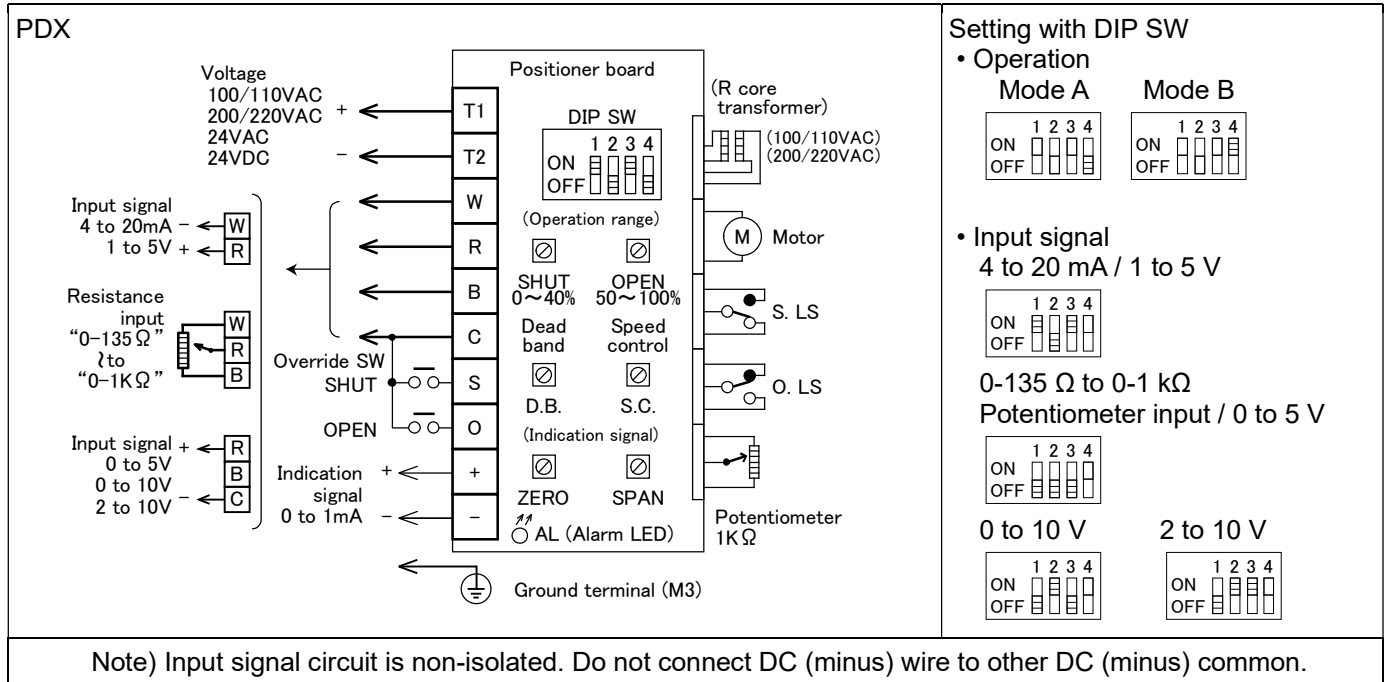 PDX
Voltage
100/110VAC
200/220VAC +
24VAC
24VDC −
Input signal
4 to 20mA − W
1 to 5V + R
Resistance
input
“0-135Ω”
≀to
“0-1KΩ”
W
R
B
Input signal + R
0 to 5V
0 to 10V B
2 to 10V − C
Override SW
SHUT
OPEN
Indication +
signal
0 to 1mA −
T1
T2
W
R
B
C
S
O
+
−
Positioner board
DIP SW
1 2 3 4
ON
OFF
(Operation range)
SHUT OPEN
0～40% 50～100%
Dead Speed
band control
D.B. S.C.
(Indication signal)
ZERO SPAN
AL (Alarm LED)
Ground terminal (M3)
(R core
transformer)
(100/110VAC)
(200/220VAC)
M Motor
S. LS
O. LS
Potentiometer
1KΩ
Setting with DIP SW
• Operation
Mode A Mode B
1 2 3 4 1 2 3 4
ON ON
OFF OFF
• Input signal
4 to 20 mA / 1 to 5 V
1 2 3 4
ON
OFF
0-135 Ω to 0-1 kΩ
Potentiometer input / 0 to 5 V
1 2 3 4
ON
OFF
0 to 10 V 2 to 10 V
1 2 3 4 1 2 3 4
ON ON
OFF OFF
Note) Input signal circuit is non-isolated. Do not connect DC (minus) wire to other DC (minus) common.